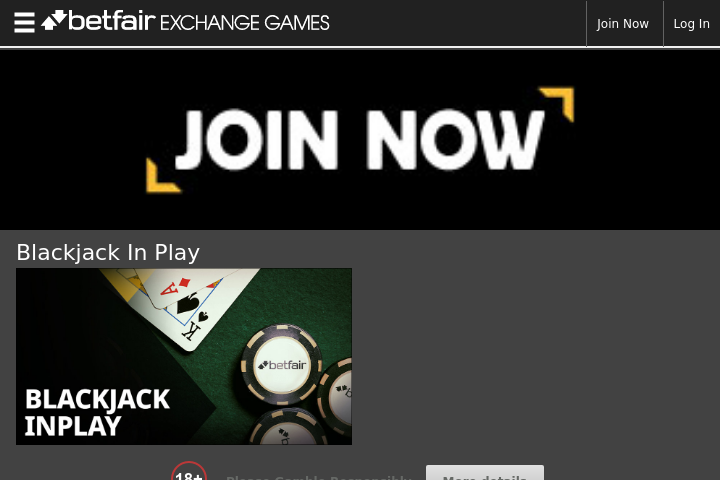 betfair EXCHANGE GAMES
Join Now
Log In
JOIN NOW
Blackjack In Play
A
K
betfair
BLACKJACK
INPLAY
18+
Please Gamble Responsibly
More details